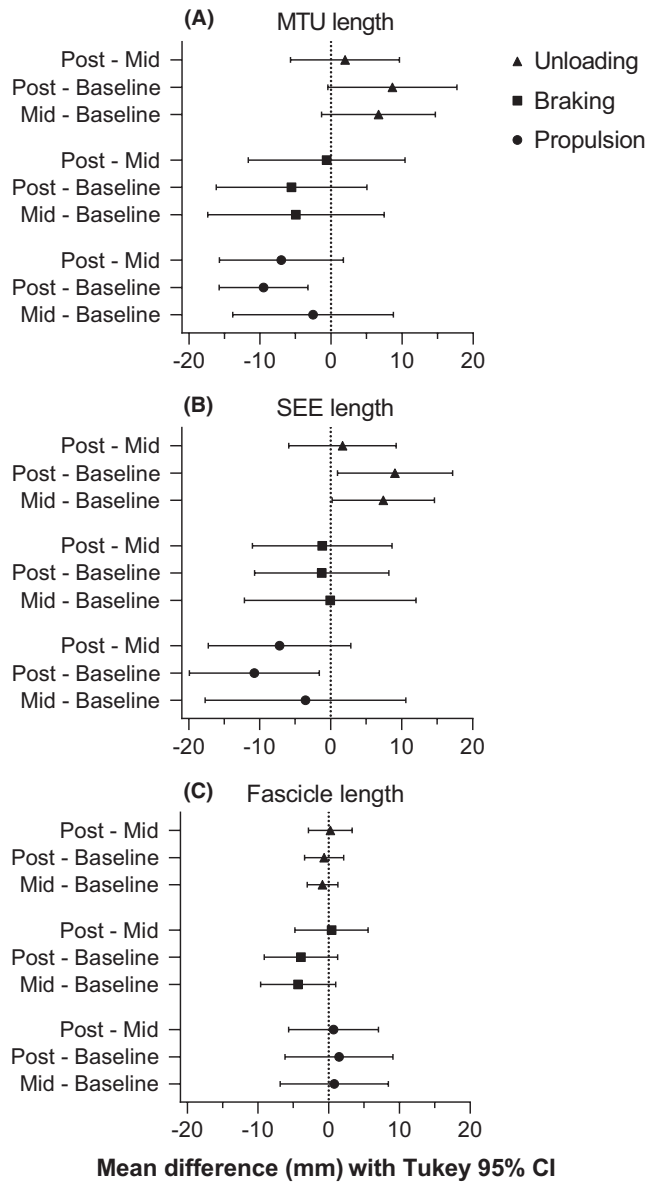 (A) MTU length
Post - Mid
Post - Baseline
Mid - Baseline
Post - Mid
Post - Baseline
Mid - Baseline
Post - Mid
Post - Baseline
Mid - Baseline
-20 -10 0 10 20
Unloading
Braking
Propulsion
(B) SEE length
Post - Mid
Post - Baseline
Mid - Baseline
Post - Mid
Post - Baseline
Mid - Baseline
Post - Mid
Post - Baseline
Mid - Baseline
-20 -10 0 10 20
(C) Fascicle length
Post - Mid
Post - Baseline
Mid - Baseline
Post - Mid
Post - Baseline
Mid - Baseline
Post - Mid
Post - Baseline
Mid - Baseline
-20 -10 0 10 20
Mean difference (mm) with Tukey 95% CI